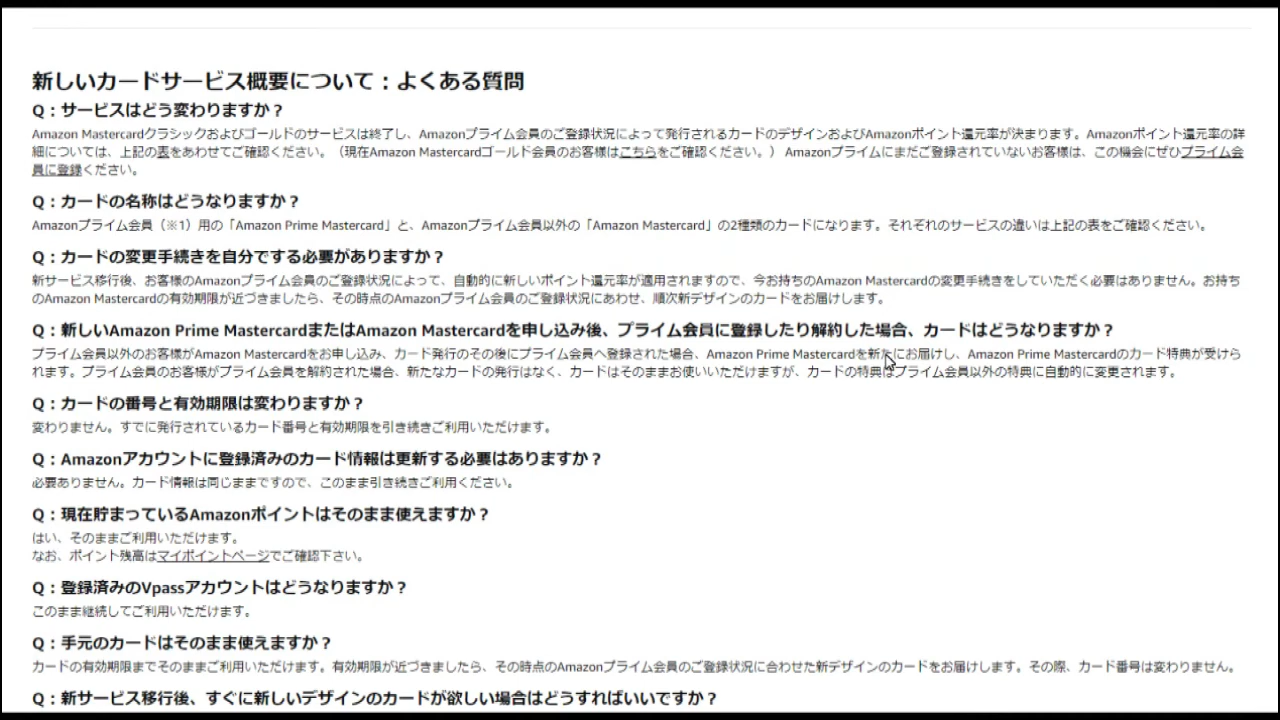 新しいカードサービス概要について：よくある質問
Q：サービスはどう変わりますか？
Amazon Mastercardクラシックおよびゴールドのサービスは終了し、Amazonプライム会員のご登録状況によって発行されるカードのデザインおよびAmazonポイント還元率が決まります。Amazonポイント還元率の詳
細については、上記の表をあわせてご確認ください。（現在Amazon Mastercardゴールド会員のお客様はこちらをご確認ください。） Amazonプライムにまだご登録されていないお客様は、この機会にぜひプライム会
員に登録ください。
Q：カードの名称はどうなりますか？
Amazonプライム会員（※1）用の「Amazon Prime Mastercard」と、Amazonプライム会員以外の「Amazon Mastercard」の2種類のカードになります。それぞれのサービスの違いは上記の表をご確認ください。
Q：カードの変更手続きを自分でする必要がありますか？
新サービス移行後、お客様のAmazonプライム会員のご登録状況によって、自動的に新しいポイント還元率が適用されますので、今お持ちのAmazon Mastercardの変更手続きをしていただく必要はありません。お持ち
のAmazon Mastercardの有効期限が近づきましたら、その時点のAmazonプライム会員のご登録状況にあわせ、順次新デザインのカードをお届けします。
Q：新しいAmazon Prime MastercardまたはAmazon Mastercardを申し込み後、プライム会員に登録したり解約した場合、カードはどうなりますか？
プライム会員以外のお客様がAmazon Mastercardをお申し込み、カード発行のその後にプライム会員へ登録された場合、Amazon Prime Mastercardを新たにお届けし、Amazon Prime Mastercardのカード特典が受けら
れます。プライム会員のお客様がプライム会員を解約された場合、新たなカードの発行はなく、カードはそのままお使いいただけますが、カードの特典はプライム会員以外の特典に自動的に変更されます。
Q：カードの番号と有効期限は変わりますか？
変わりません。すでに発行されているカード番号と有効期限を引き続きご利用いただけます。
Q：Amazonアカウントに登録済みのカード情報は更新する必要はありますか？
必要ありません。カード情報は同じままですので、このまま引き続きご利用ください。
Q：現在貯まっているAmazonポイントはそのまま使えますか？
はい、そのままご利用いただけます。
なお、ポイント残高はマイポイントページでご確認下さい。
Q：登録済みのVpassアカウントはどうなりますか？
このまま継続してご利用いただけます。
Q：手元のカードはそのまま使えますか？
カードの有効期限までそのままご利用いただけます。有効期限が近づきましたら、その時点のAmazonプライム会員のご登録状況に合わせた新デザインのカードをお届けします。その際、カード番号は変わりません。
Q：新サービス移行後、すぐに新しいデザインのカードが欲しい場合はどうすればいいですか？